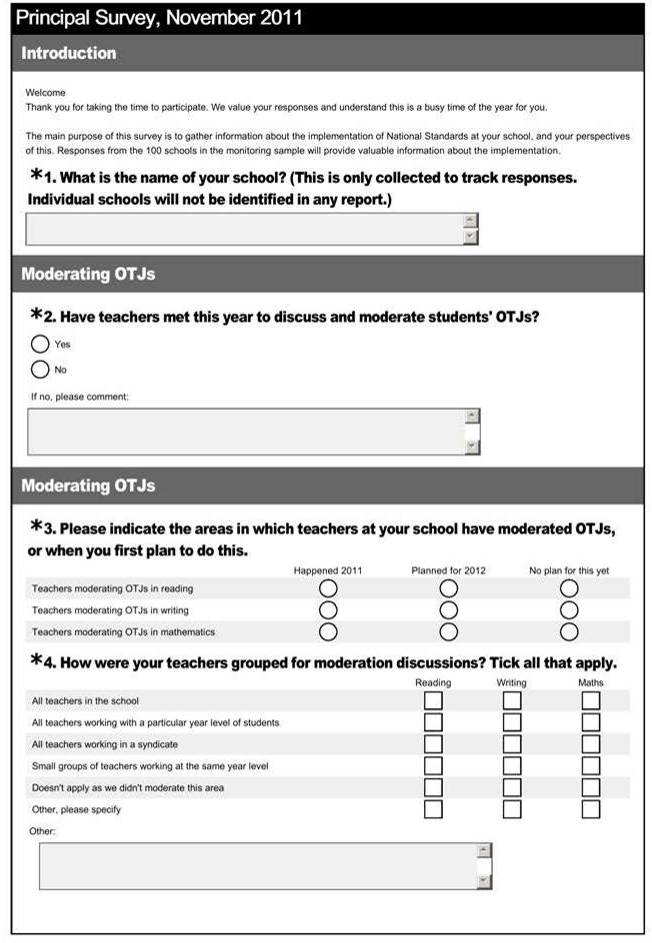 Principal Survey, November 2011
Introduction
Welcome
Thank you for taking the time to participate. We value your responses and understand this is a busy time of the year for you.
The main purpose of this survey is to gather information about the implementation of National Standards at your school, and your perspectives
of this. Responses from the 100 schools in the monitoring sample will provide valuable information about the implementation.
*1. What is the name of your school? (This is only collected to track responses.
Individual schools will not be identified in any report.)
Moderating OTJs
*2. Have teachers met this year to discuss and moderate students' OTJs?
Yes
No
If no, please comment:
Moderating OTJs
*3. Please indicate the areas in which teachers at your school have moderated OTJs,
or when you first plan to do this.
Happened 2011 Planned for 2012 No plan for this yet
Teachers moderating OTJs in reading
Teachers moderating OTJs in writing
Teachers moderating OTJs in mathematics
*4. How were your teachers grouped for moderation discussions? Tick all that apply.
Reading Writing Maths
All teachers in the school
All teachers working with a particular year level of students
All teachers working in a syndicate
Small groups of teachers working at the same year level
Doesn't apply as we didn't moderate this area
Other, please specify
Other: